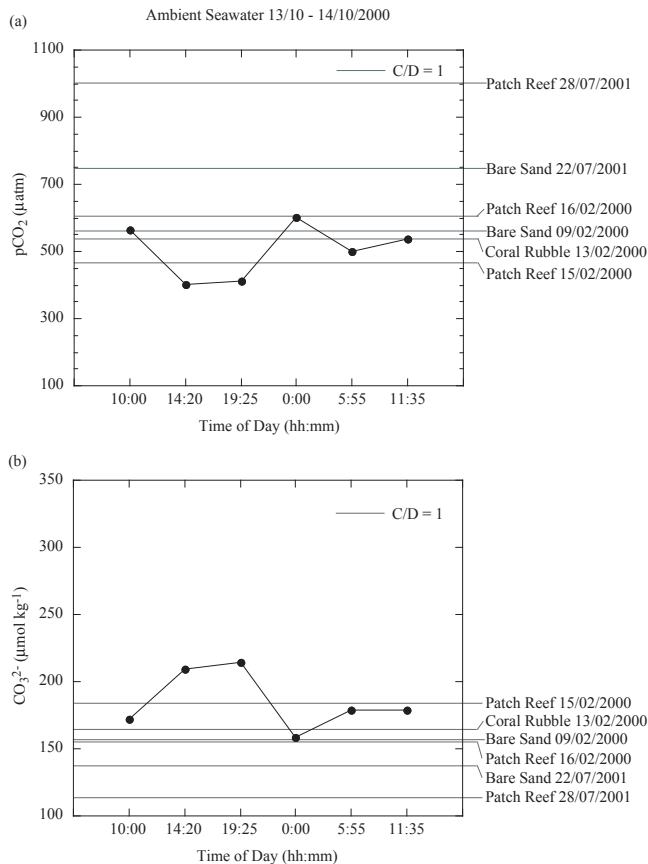 Ambient Seawater 13/10 - 14/10/2000
(a)
1100
900
700
500
300
100
pCO₂ (µatm)
C/D = 1
Patch Reef 28/07/2001
Bare Sand 22/07/2001
Patch Reef 16/02/2000
Bare Sand 09/02/2000
Coral Rubble 13/02/2000
Patch Reef 15/02/2000
10:00 14:20 19:25 0:00 5:55 11:35
Time of Day (hh:mm)
(b)
350
300
250
200
150
100
CO₃²⁻ (µmol kg⁻¹)
C/D = 1
Patch Reef 15/02/2000
Coral Rubble 13/02/2000
Bare Sand 09/02/2000
Patch Reef 16/02/2000
Bare Sand 22/07/2001
Patch Reef 28/07/2001
10:00 14:20 19:25 0:00 5:55 11:35
Time of Day (hh:mm)